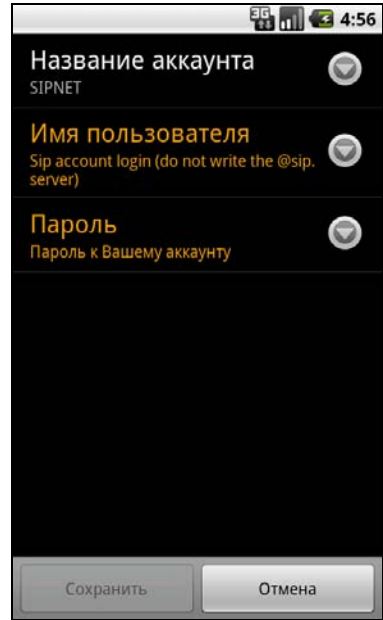 3G 4:56
Название аккаунта
SIPNET
Имя пользователя
Sip account login (do not write the @sip.
server)
Пароль
Пароль к Вашему аккаунту
Сохранить Отмена